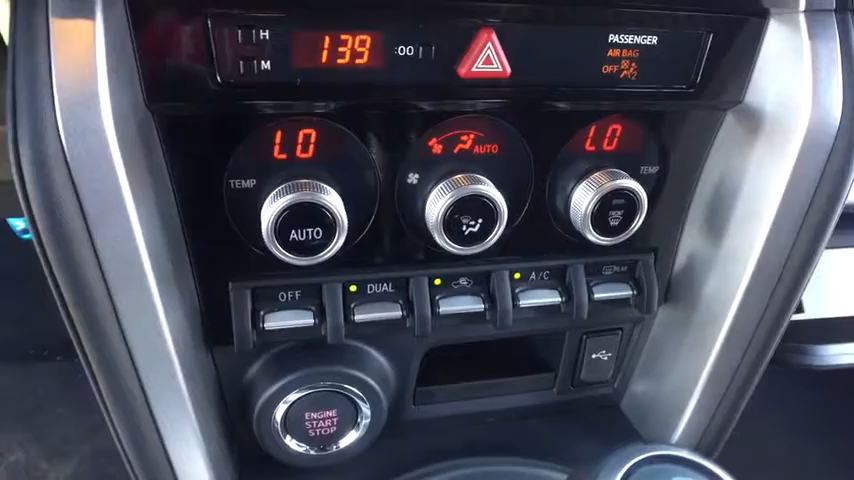 H
139
:00
PASSENGER
AIR BAG
OFF
2
M
LO
LO
AUTO
TEMP
TEMP
AUTO
FRONT
OFF
DUAL
A/C
REAR
ENGINE
START
STOP